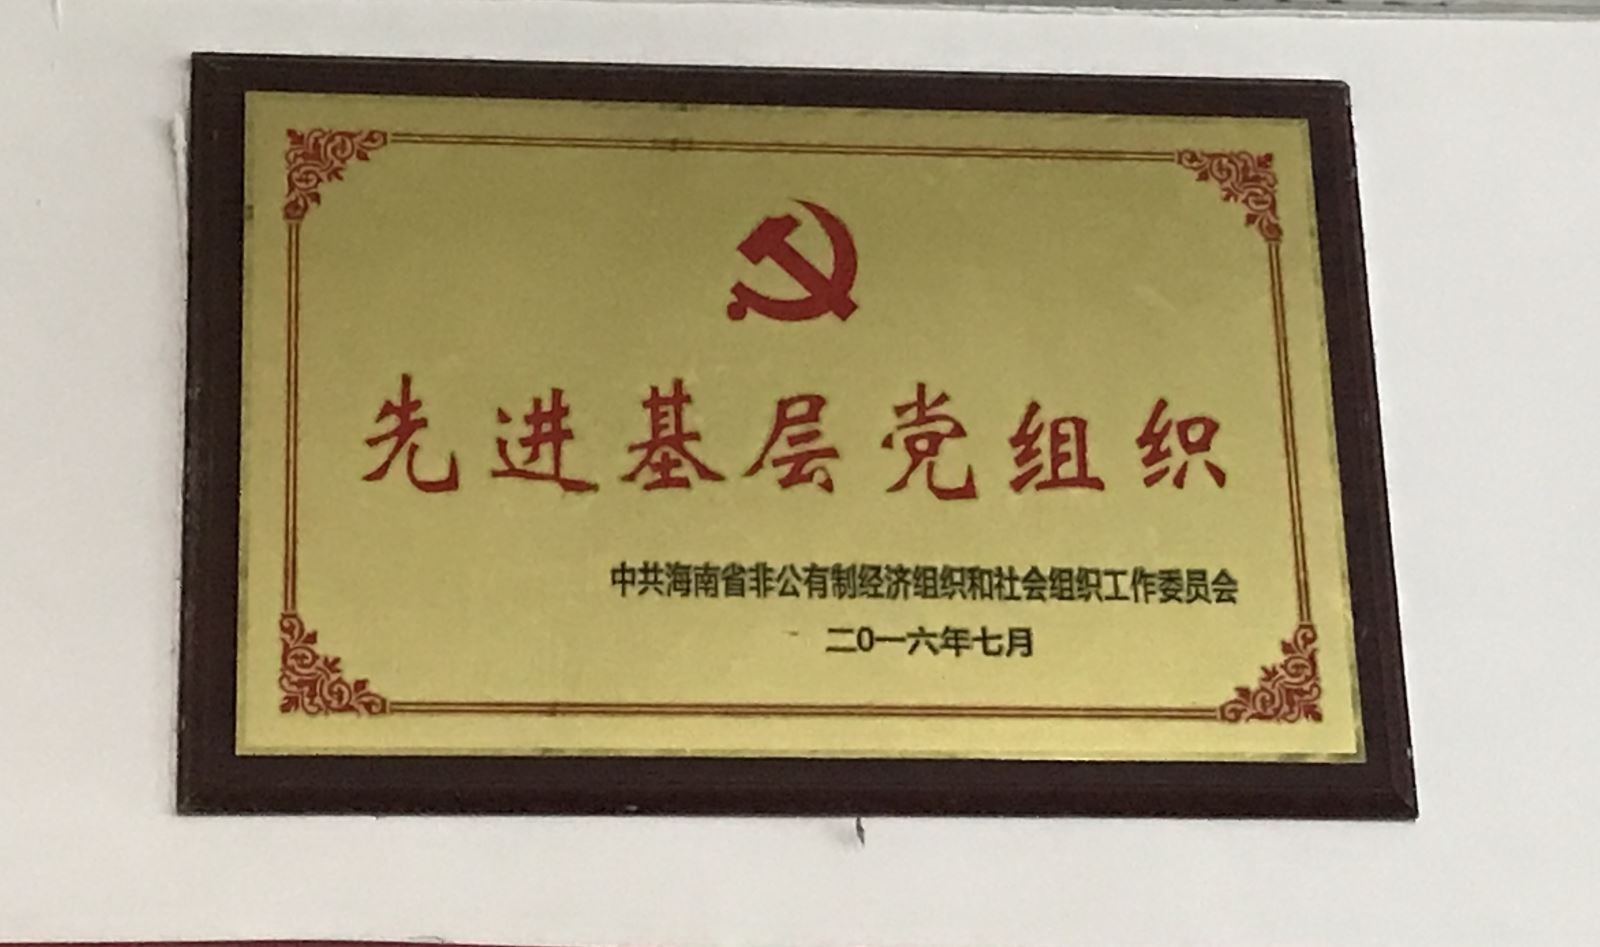 先进基层党组织
中共海南省非公有制经济组织和社会组织工作委员会
二0一六年七月